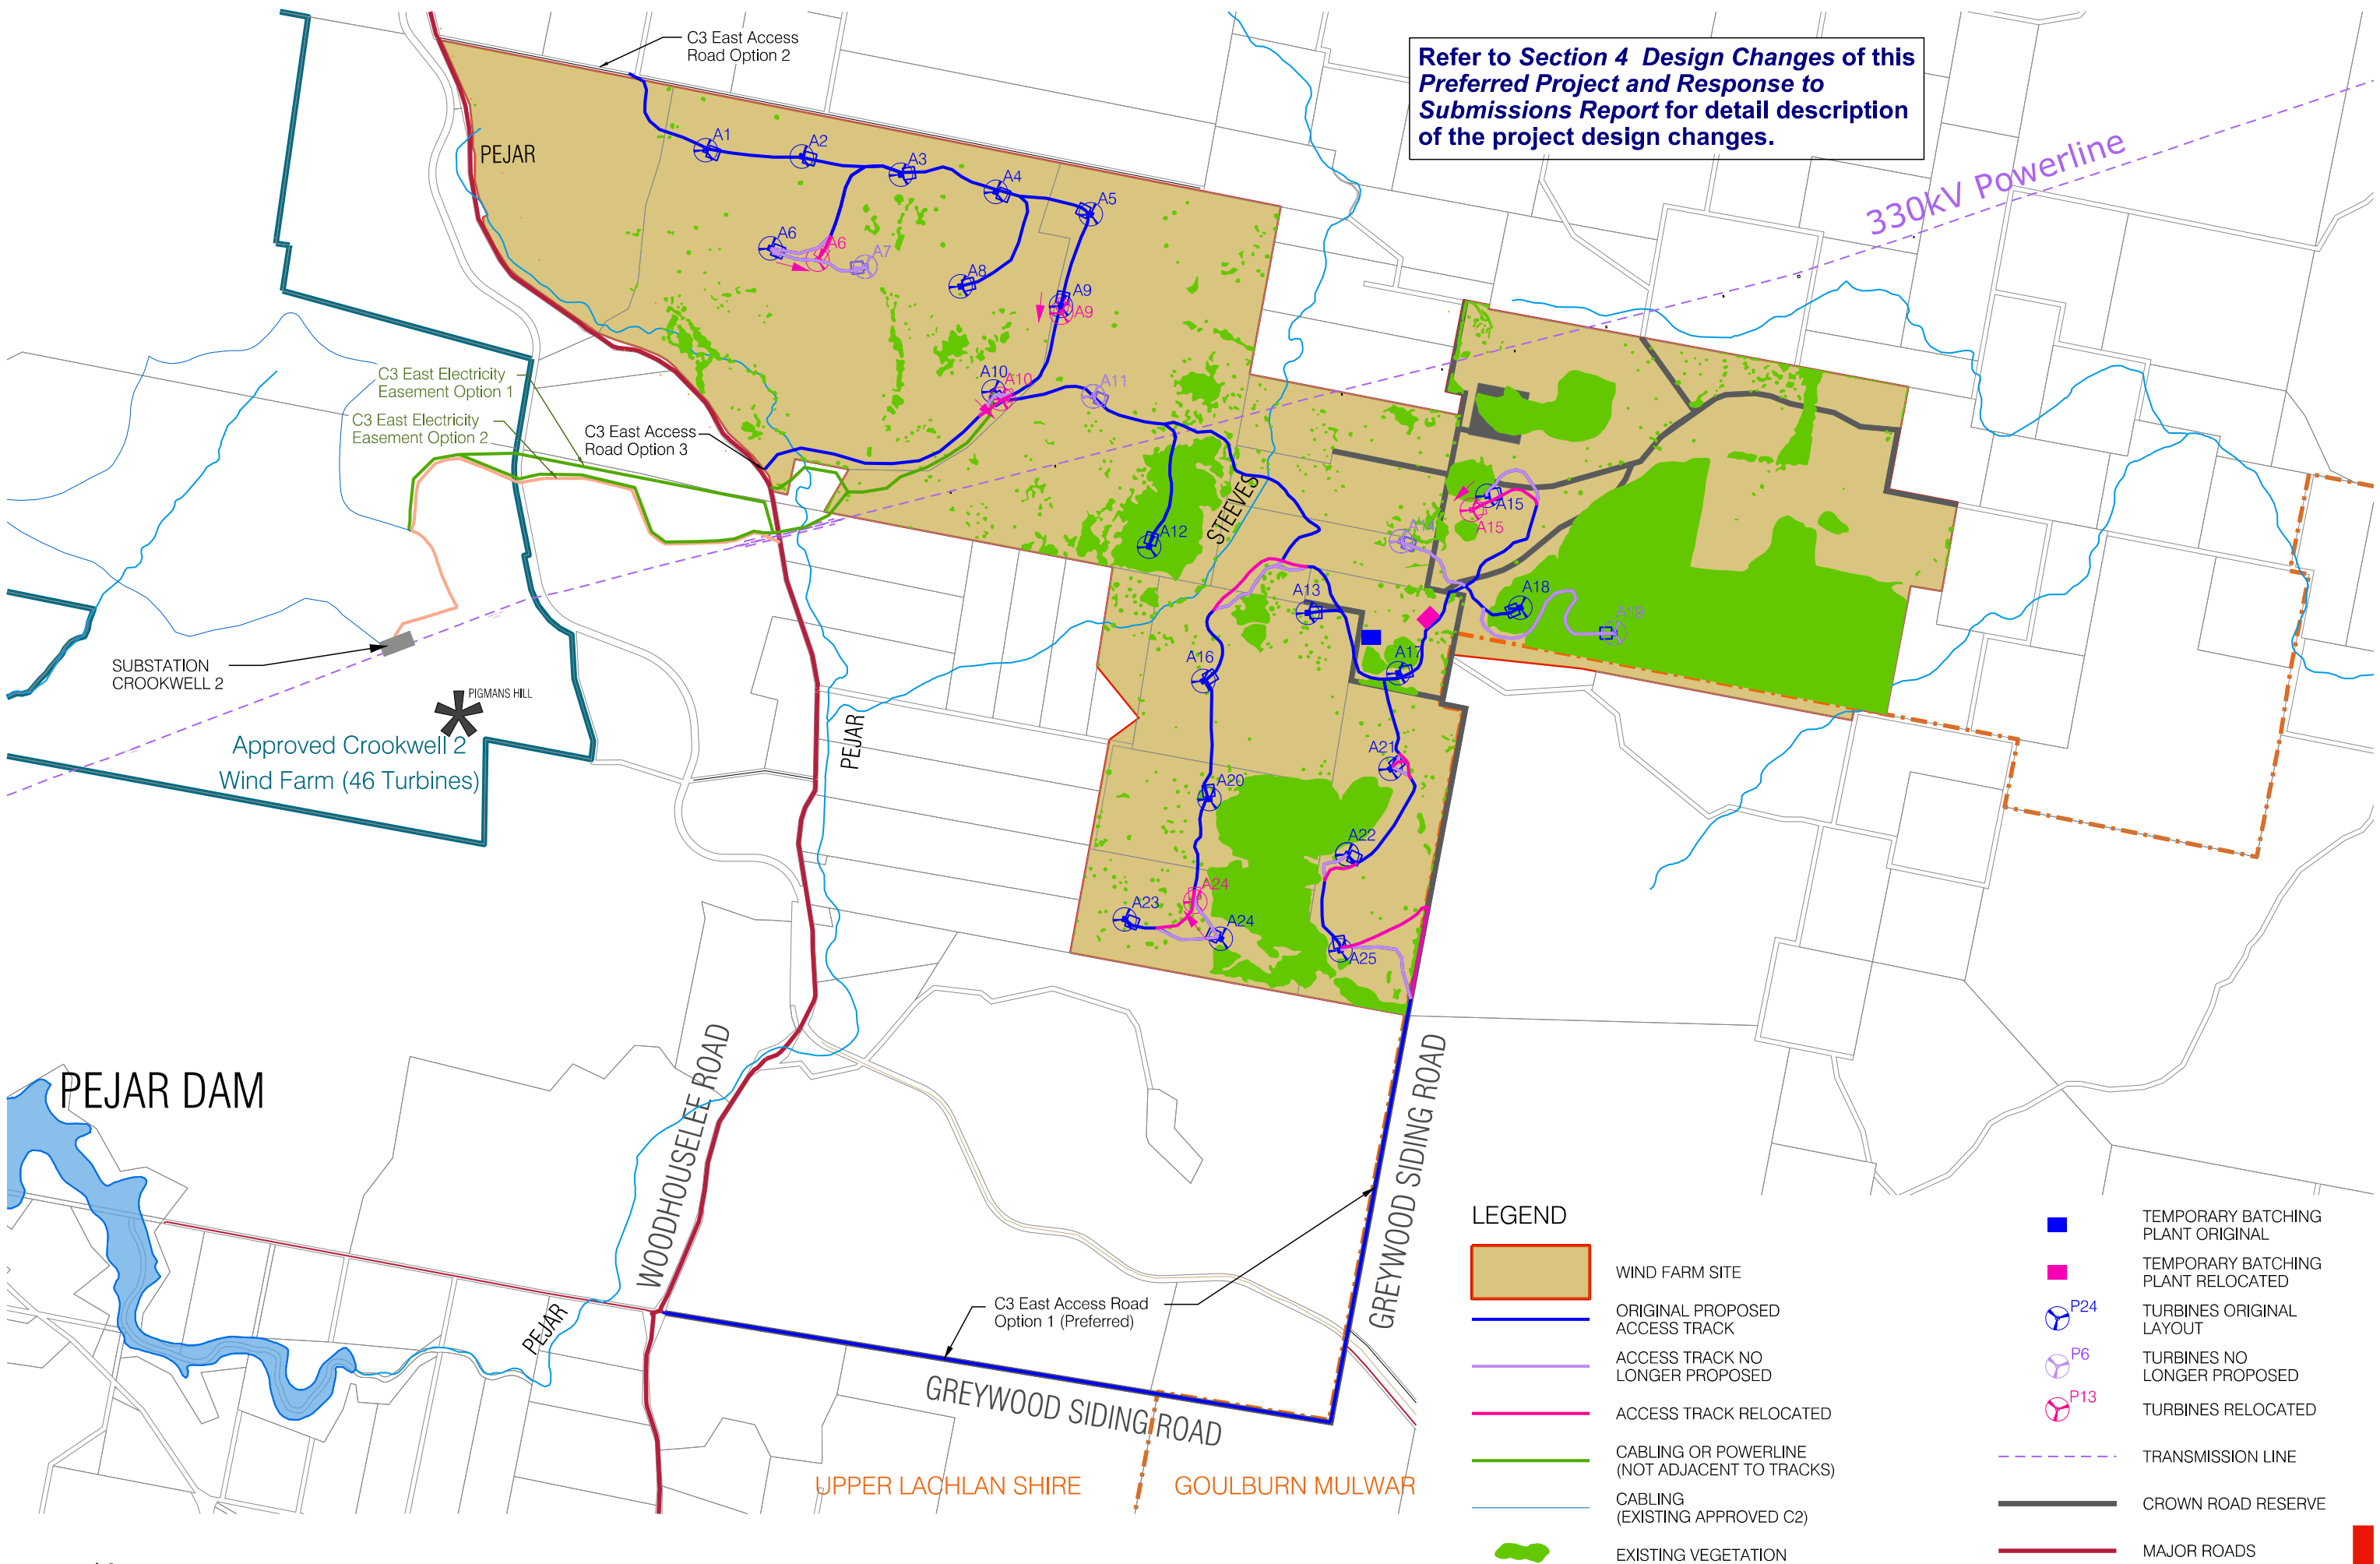 C3 East Access
Road Option 2
Refer to Section 4 Design Changes of this
Preferred Project and Response to
Submissions Report for detail description
of the project design changes.
330kV Powerline
PEJAR
A1
A2
A3
A4
A5
A6
A6
A7
A8
A9
A9
A10
A10
A11
C3 East Electricity
Easement Option 1
C3 East Electricity
Easement Option 2
C3 East Access
Road Option 3
A12
STEEVES
A14
A15
A15
A13
A18
A19
A16
A17
SUBSTATION
CROOKWELL 2
PIGMANS HILL
Approved Crookwell 2
Wind Farm (46 Turbines)
PEJAR
A21
A20
A22
A24
A23
A24
A25
PEJAR DAM
WOODHOUSELEE ROAD
GREYWOOD SIDING ROAD
PEJAR
C3 East Access Road
Option 1 (Preferred)
GREYWOOD SIDING ROAD
UPPER LACHLAN SHIRE
GOULBURN MULWAR
LEGEND
WIND FARM SITE
ORIGINAL PROPOSED
ACCESS TRACK
ACCESS TRACK NO
LONGER PROPOSED
ACCESS TRACK RELOCATED
CABLING OR POWERLINE
(NOT ADJACENT TO TRACKS)
CABLING
(EXISTING APPROVED C2)
EXISTING VEGETATION
TEMPORARY BATCHING
PLANT ORIGINAL
TEMPORARY BATCHING
PLANT RELOCATED
P24
TURBINES ORIGINAL
LAYOUT
P6
TURBINES NO
LONGER PROPOSED
P13
TURBINES RELOCATED
TRANSMISSION LINE
CROWN ROAD RESERVE
MAJOR ROADS